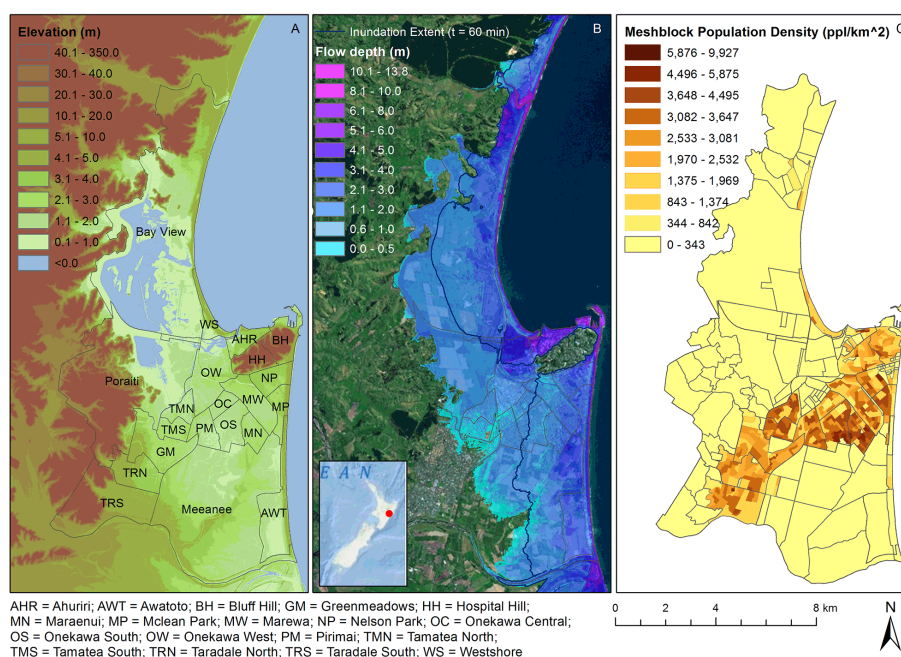 Elevation (m)
A
40.1 - 350.0
30.1 - 40.0
20.1 - 30.0
10.1 - 20.0
5.1 - 10.0
4.1 - 5.0
3.1 - 4.0
2.1 - 3.0
1.1 - 2.0
0.1 - 1.0
<0.0
Bay View
WS
AHR
BH
HH
OW
NP
Poraiti
MW
OC
MP
TMN
OS
TMS
PM
MN
GM
TRN
TRS
Meeanee
AWT
Inundation Extent (t = 60 min)
B
Flow depth (m)
10.1 - 13.8
8.1 - 10.0
6.1 - 8.0
5.1 - 6.0
4.1 - 5.0
3.1 - 4.0
2.1 - 3.0
1.1 - 2.0
0.6 - 1.0
0.0 - 0.5
E A N
Meshblock Population Density (ppl/km^2)
C
5,876 - 9,927
4,496 - 5,875
3,648 - 4,495
3,082 - 3,647
2,533 - 3,081
1,970 - 2,532
1,375 - 1,969
843 - 1,374
344 - 842
0 - 343
AHR = Ahuriri; AWT = Awatoto; BH = Bluff Hill; GM = Greenmeadows; HH = Hospital Hill;
MN = Maraenui; MP = Mclean Park; MW = Marewa; NP = Nelson Park; OC = Onekawa Central;
OS = Onekawa South; OW = Onekawa West; PM = Pirimai; TMN = Tamatea North;
TMS = Tamatea South; TRN = Taradale North; TRS = Taradale South; WS = Westshore
0 2 4 8 km
N